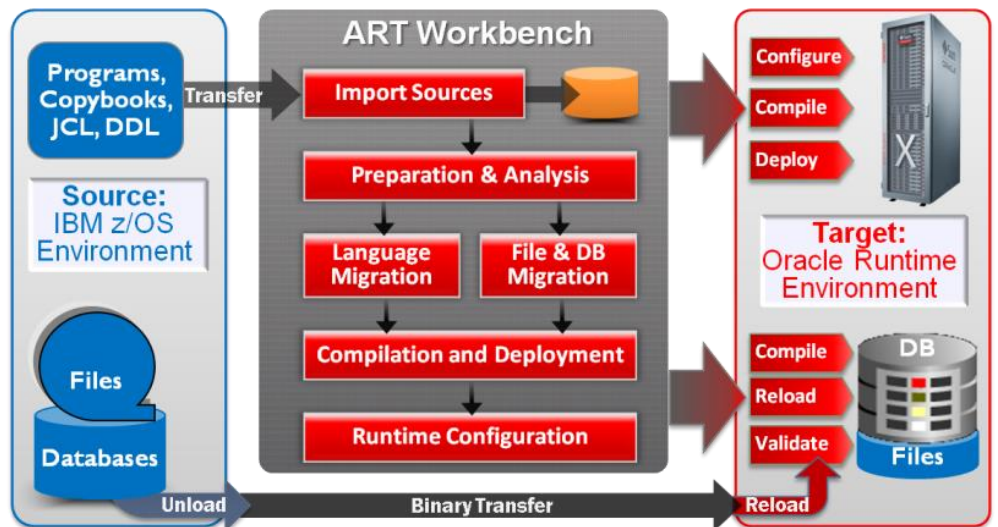 Programs,
Copybooks,
JCL, DDL
Transfer
Source:
IBM z/OS
Environment
Files
Databases
Unload
ART Workbench
Import Sources
Preparation & Analysis
Language
Migration
File & DB
Migration
Compilation and Deployment
Runtime Configuration
Binary Transfer
Configure
Compile
Deploy
X
Target:
Oracle Runtime
Environment
Compile
Reload
Validate
DB
Files
Reload